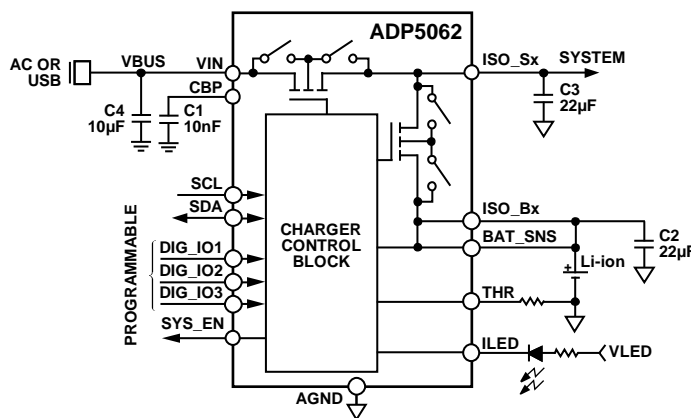 ADP5062
AC OR
USB
VBUS
VIN
CBP
C4
10µF
C1
10nF
ISO_Sx
SYSTEM
C3
22µF
SCL
SDA
PROGRAMMABLE
DIG_IO1
DIG_IO2
DIG_IO3
SYS_EN
CHARGER
CONTROL
BLOCK
ISO_Bx
BAT_SNS
+
Li-ion
C2
22µF
THR
ILED
VLED
AGND